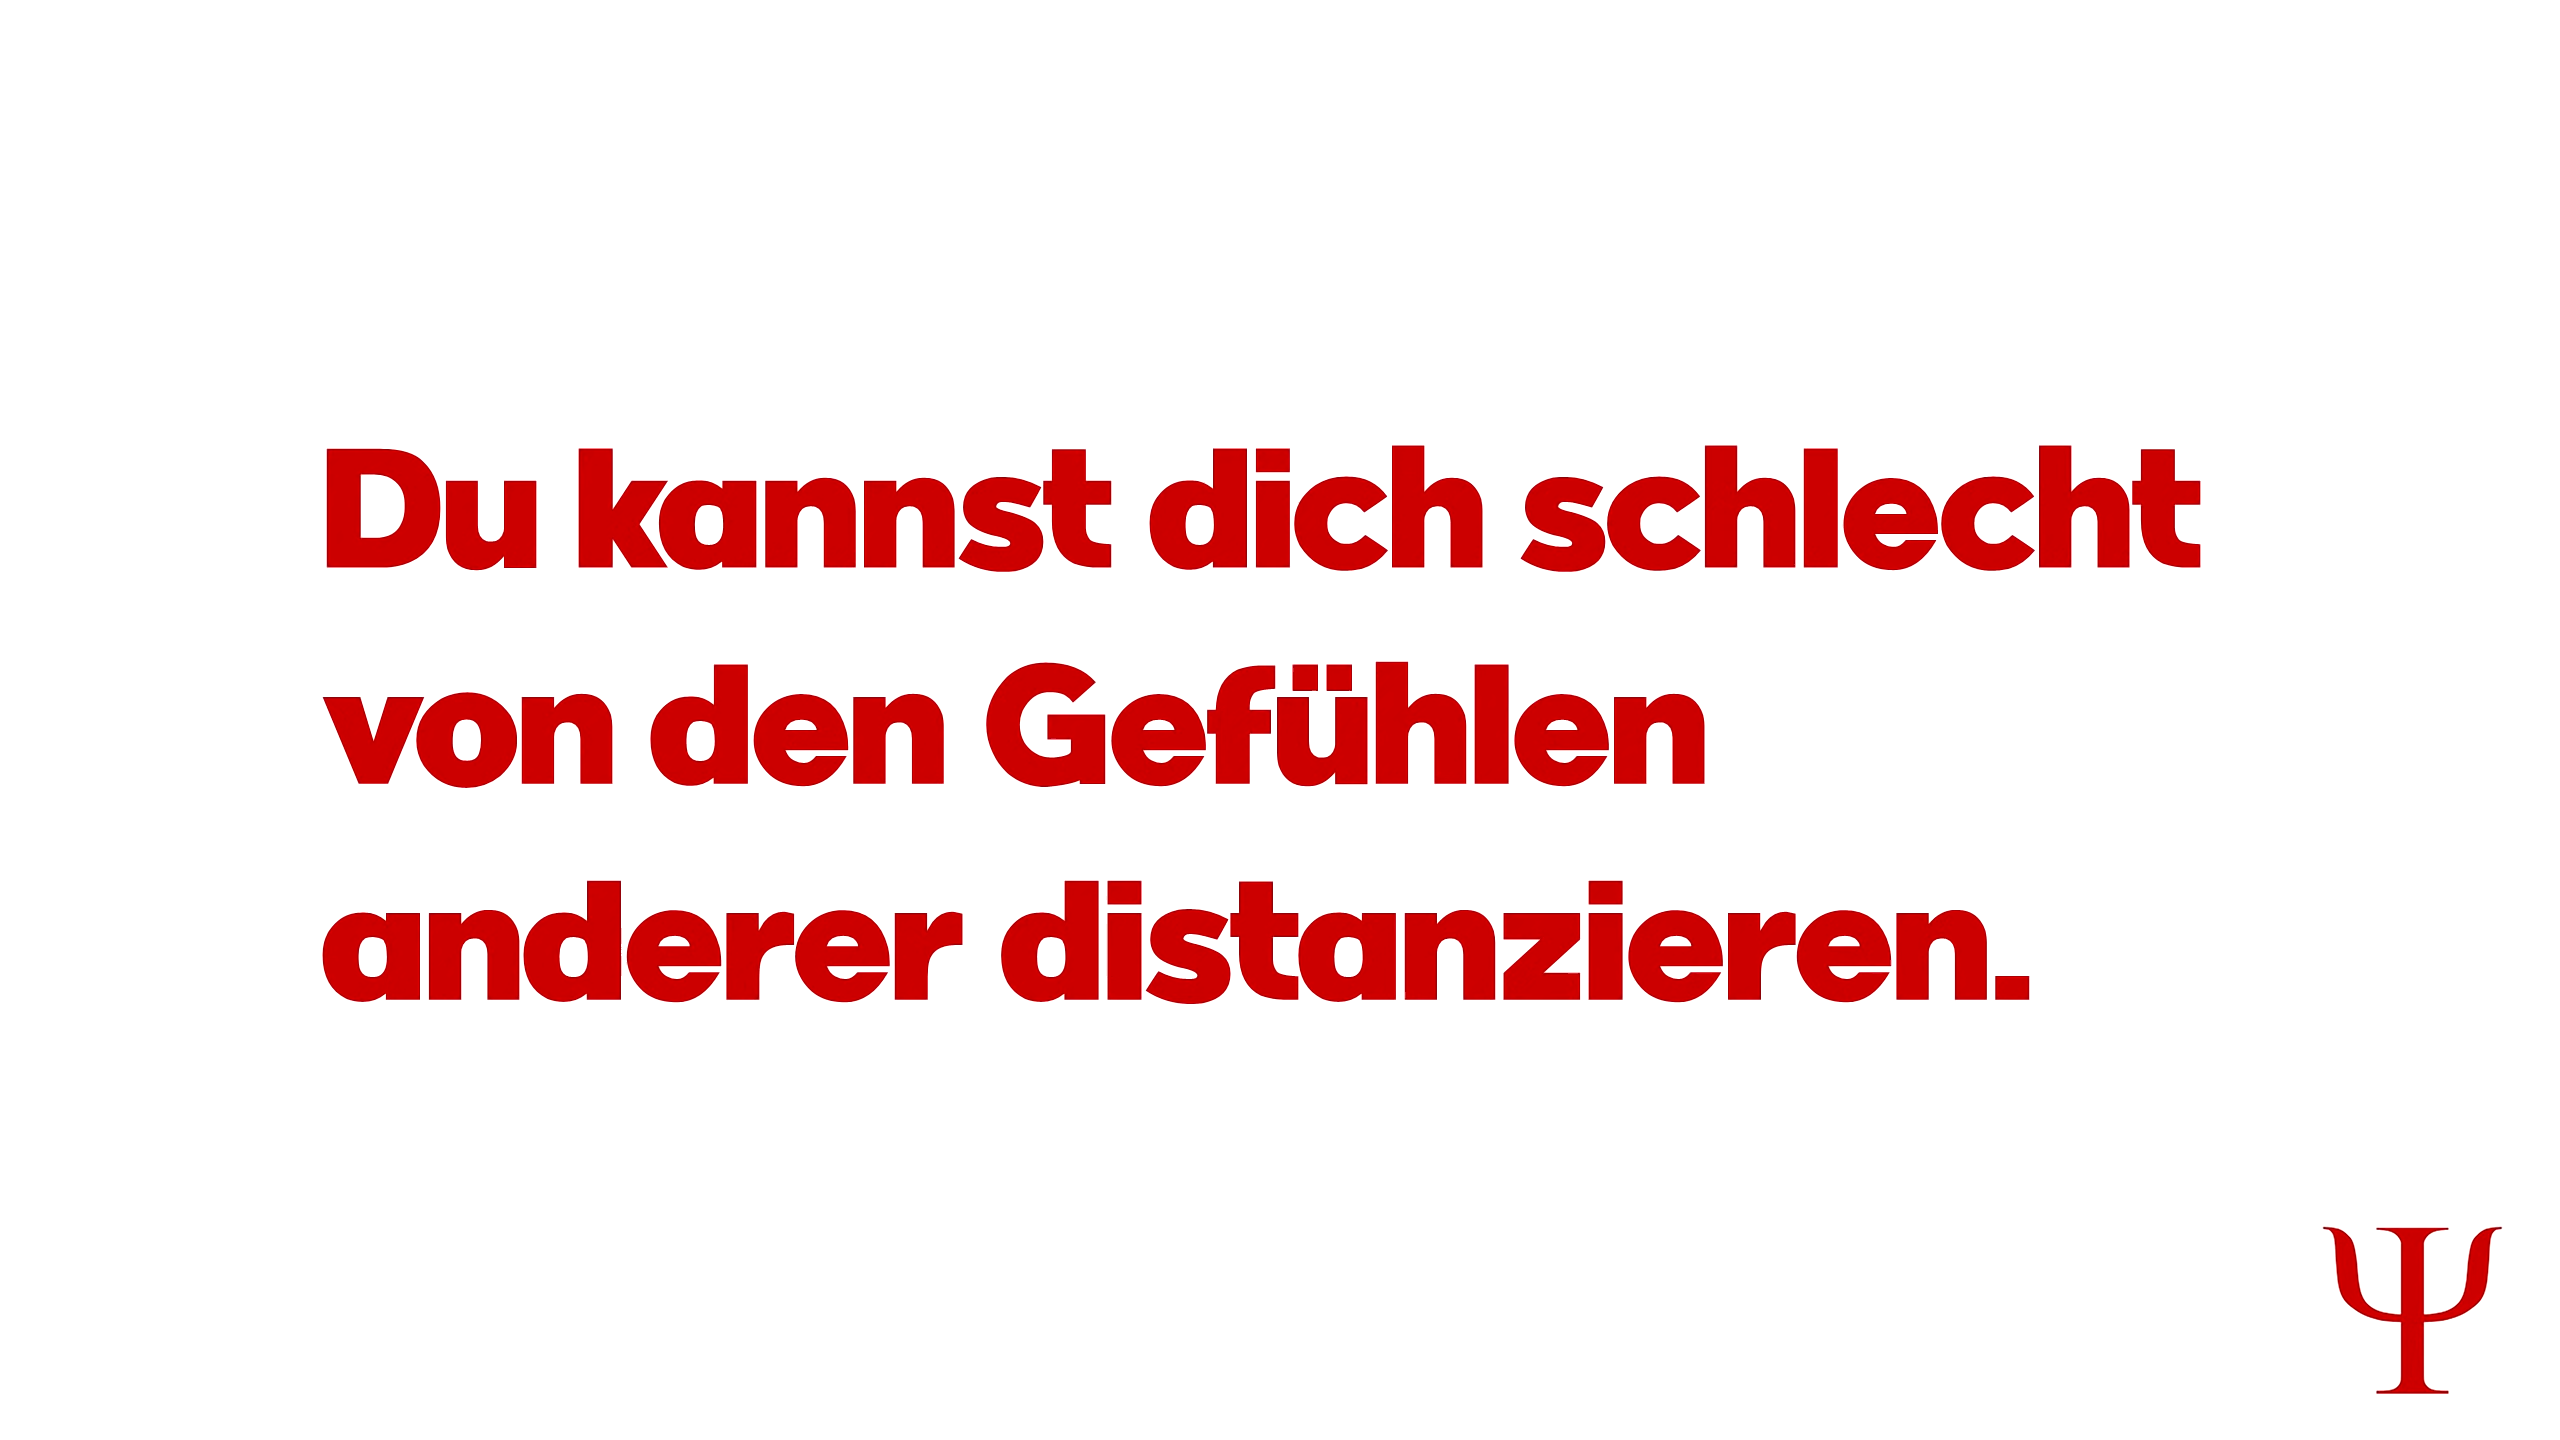 Du kannst dich schlecht
von den Gefühlen
anderer distanzieren.
Ψ